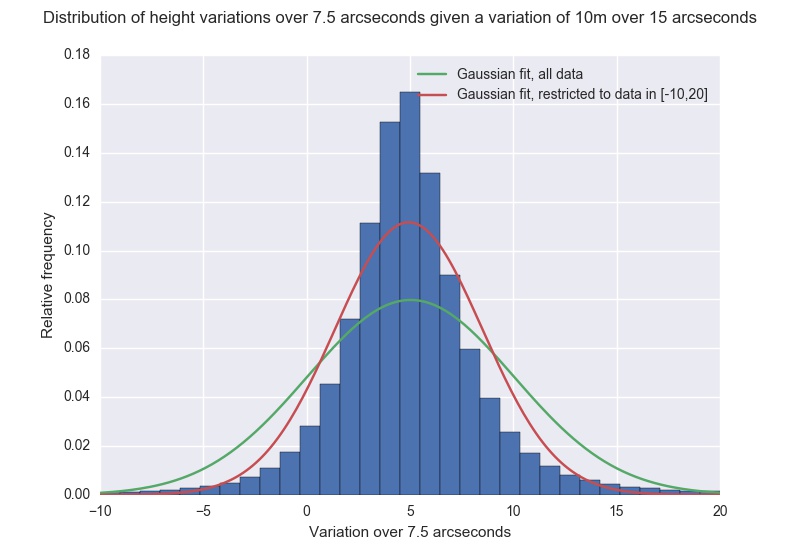 Distribution of height variations over 7.5 arcseconds given a variation of 10m over 15 arcseconds
Gaussian fit, all data
Gaussian fit, restricted to data in [-10,20]
Relative frequency
0.18
0.16
0.14
0.12
0.10
0.08
0.06
0.04
0.02
0.00
−10 −5 0 5 10 15 20
Variation over 7.5 arcseconds